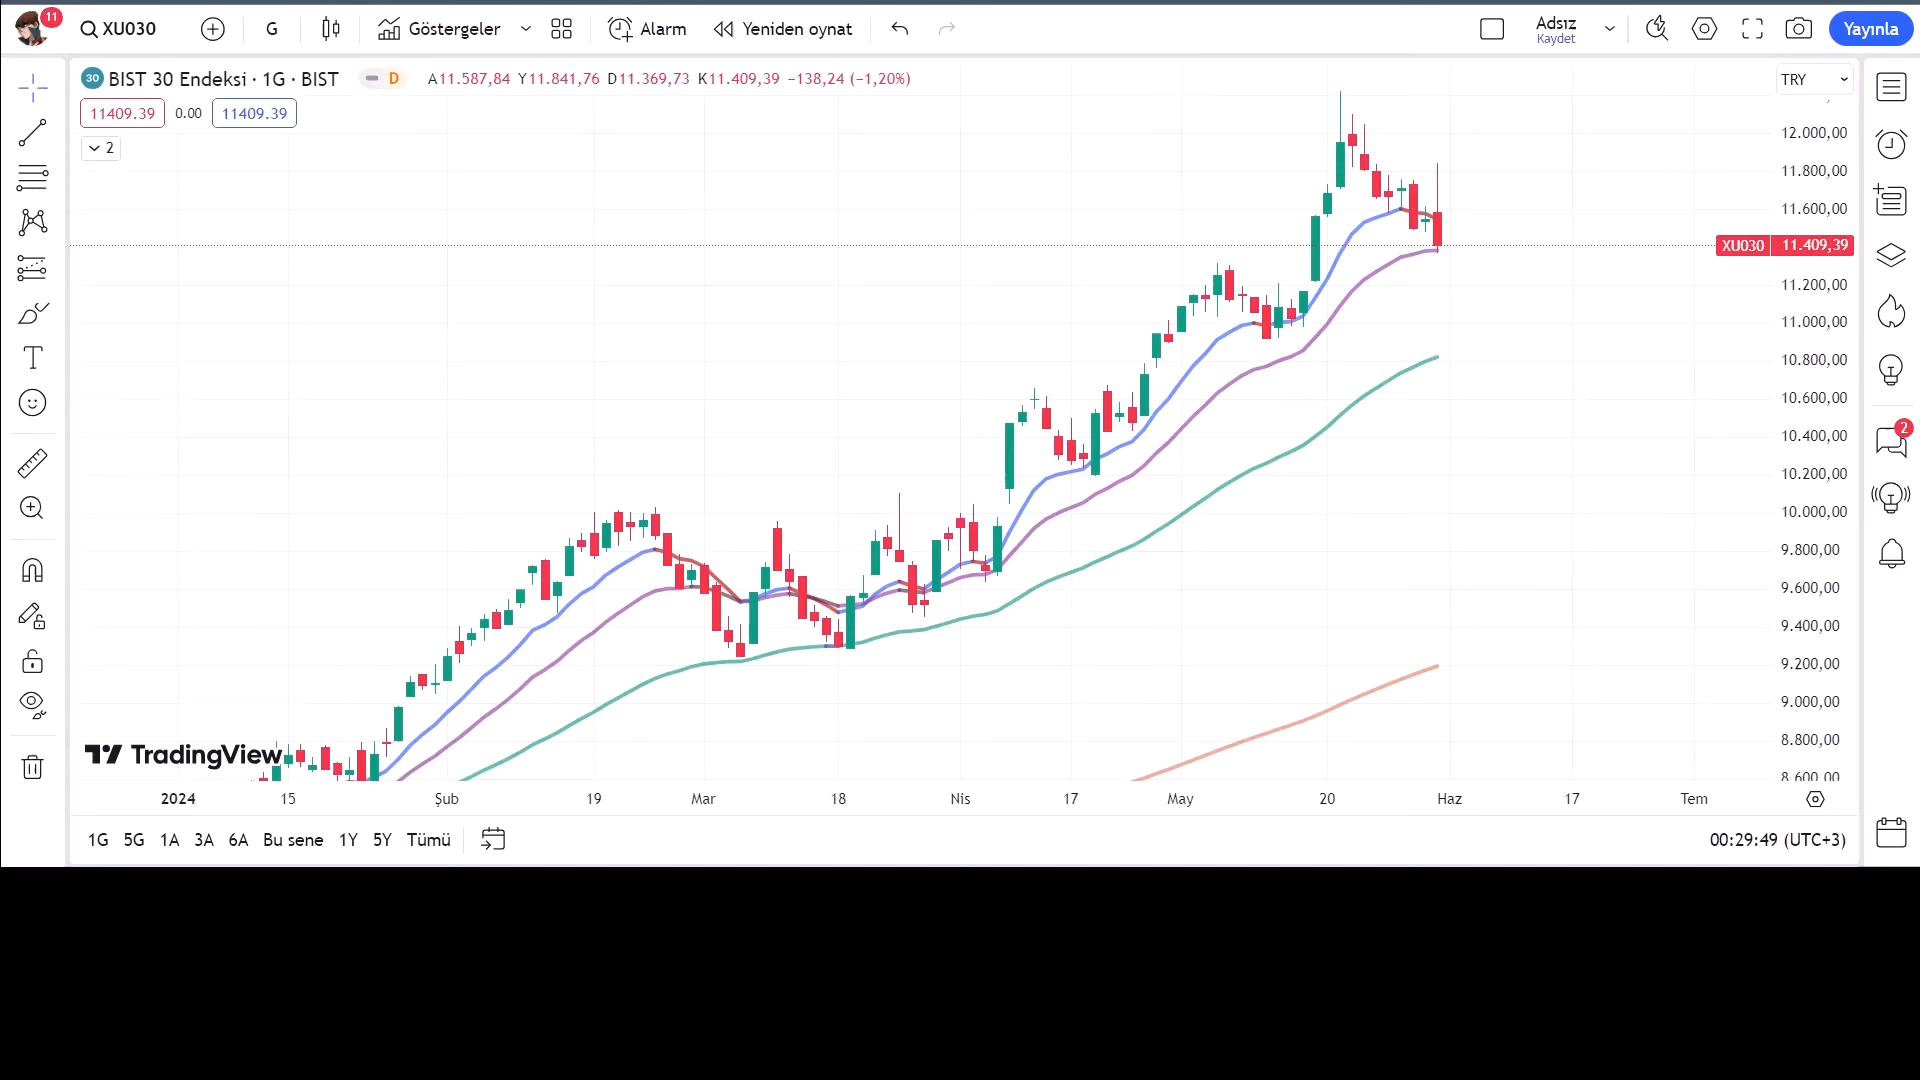 11
XU030
G
Göstergeler
Alarm
Yeniden oynat
Adsız
Kaydet
Yayınla
30 BIST 30 Endeksi · 1G · BIST
D
A11.587,84 Y11.841,76 D11.369,73 K11.409,39 −138,24 (−1,20%)
TRY
11409.39 0.00 11409.39
2
12.000,00
11.800,00
11.600,00
XU030 11.409,39
11.200,00
11.000,00
10.800,00
10.600,00
10.400,00
10.200,00
10.000,00
9.800,00
9.600,00
9.400,00
9.200,00
9.000,00
8.800,00
8.600,00
2
TradingView
2024 15 Şub 19 Mar 18 Nis 17 May 20 Haz 17 Tem
1G 5G 1A 3A 6A Bu sene 1Y 5Y Tümü
00:29:49 (UTC+3)